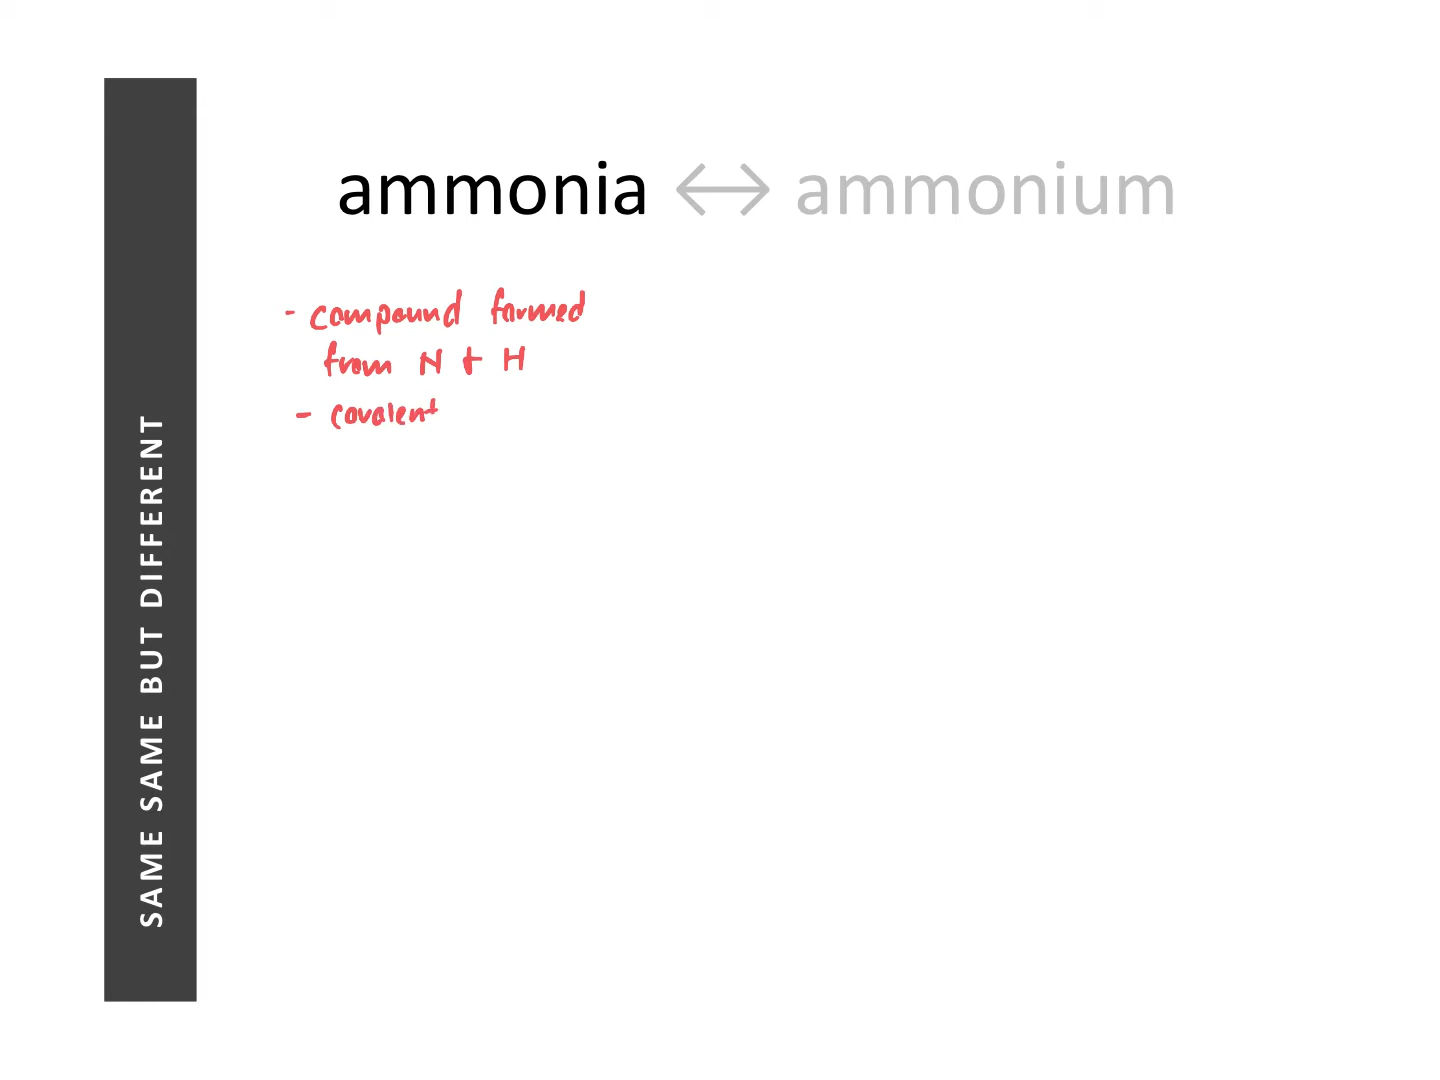 SAME SAME BUT DIFFERENT
ammonia ↔ ammonium
- compound formed
from N + H
- covalent